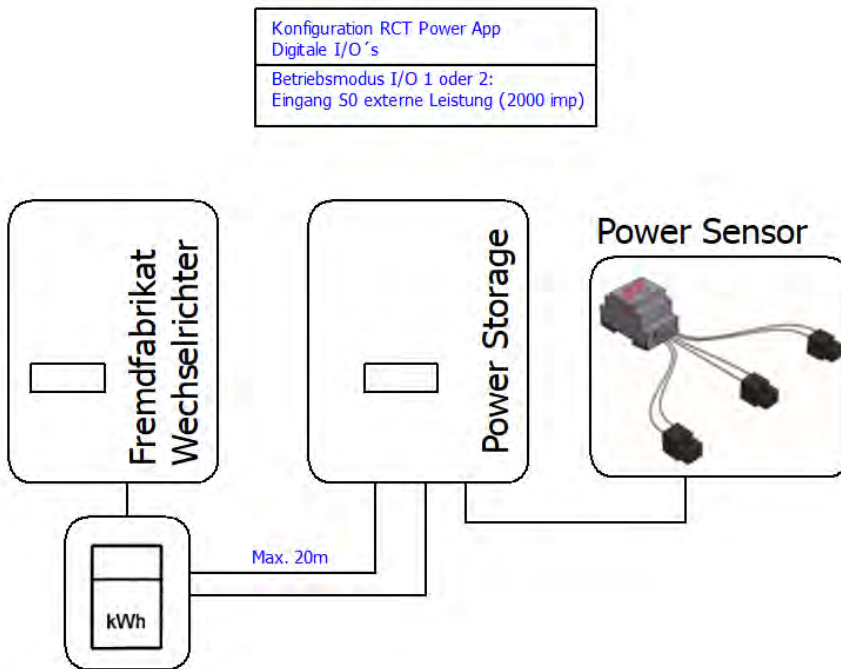 Konfiguration RCT Power App
Digitale I/O´s
Betriebsmodus I/O 1 oder 2:
Eingang S0 externe Leistung (2000 imp)
Fremdfabrikat
Wechselrichter
Power Storage
Power Sensor
Max. 20m
kWh